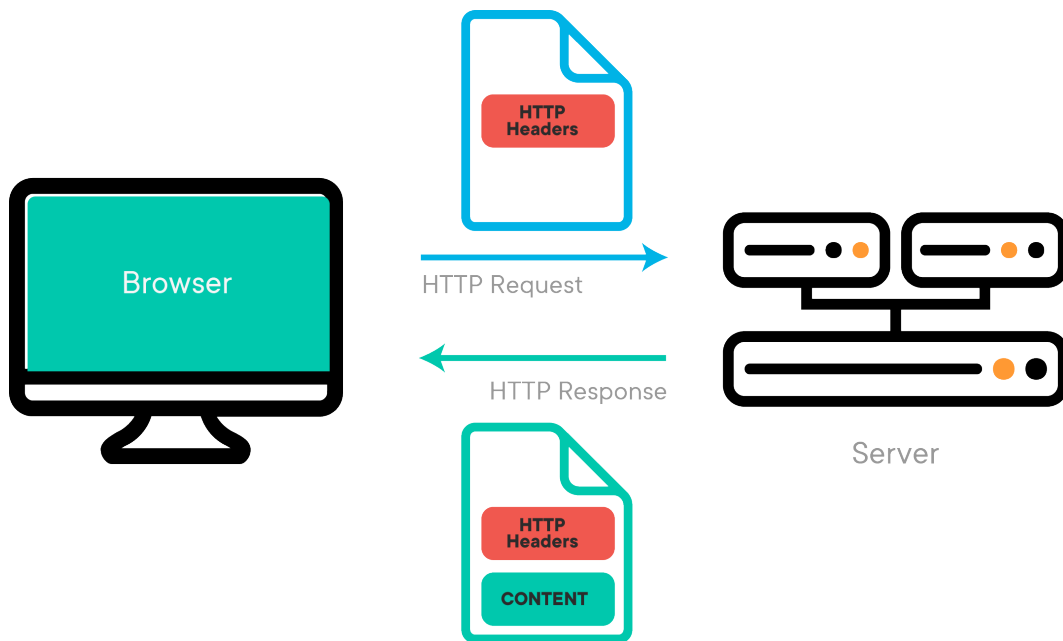 HTTP
Headers
Browser
HTTP Request
HTTP Response
Server
HTTP
Headers
CONTENT